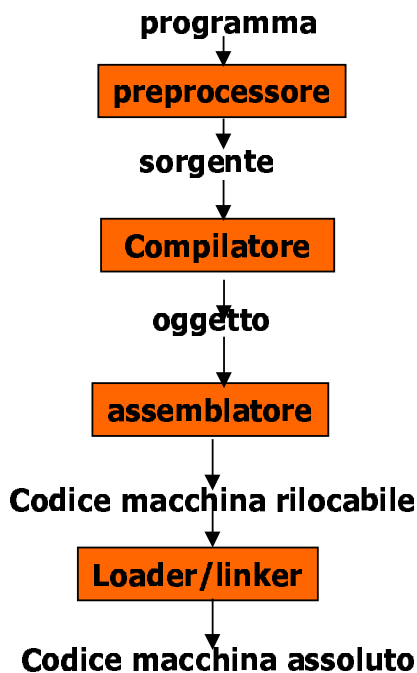 programma
preprocessore
sorgente
Compilatore
oggetto
assemblatore
Codice macchina rilocabile
Loader/linker
Codice macchina assoluto